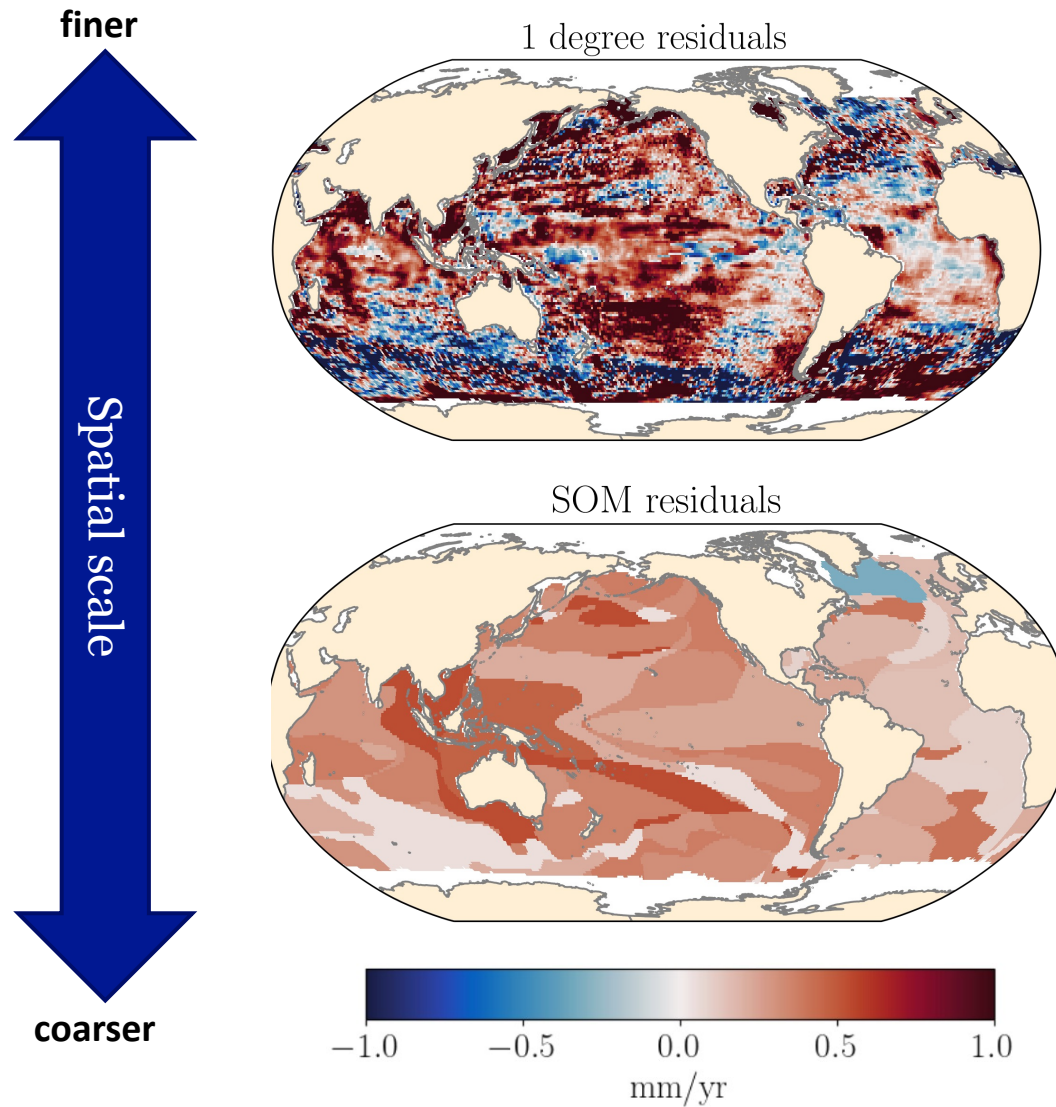 finer
1 degree residuals
Spatial scale
SOM residuals
coarser
−1.0 −0.5 0.0 0.5 1.0
mm/yr